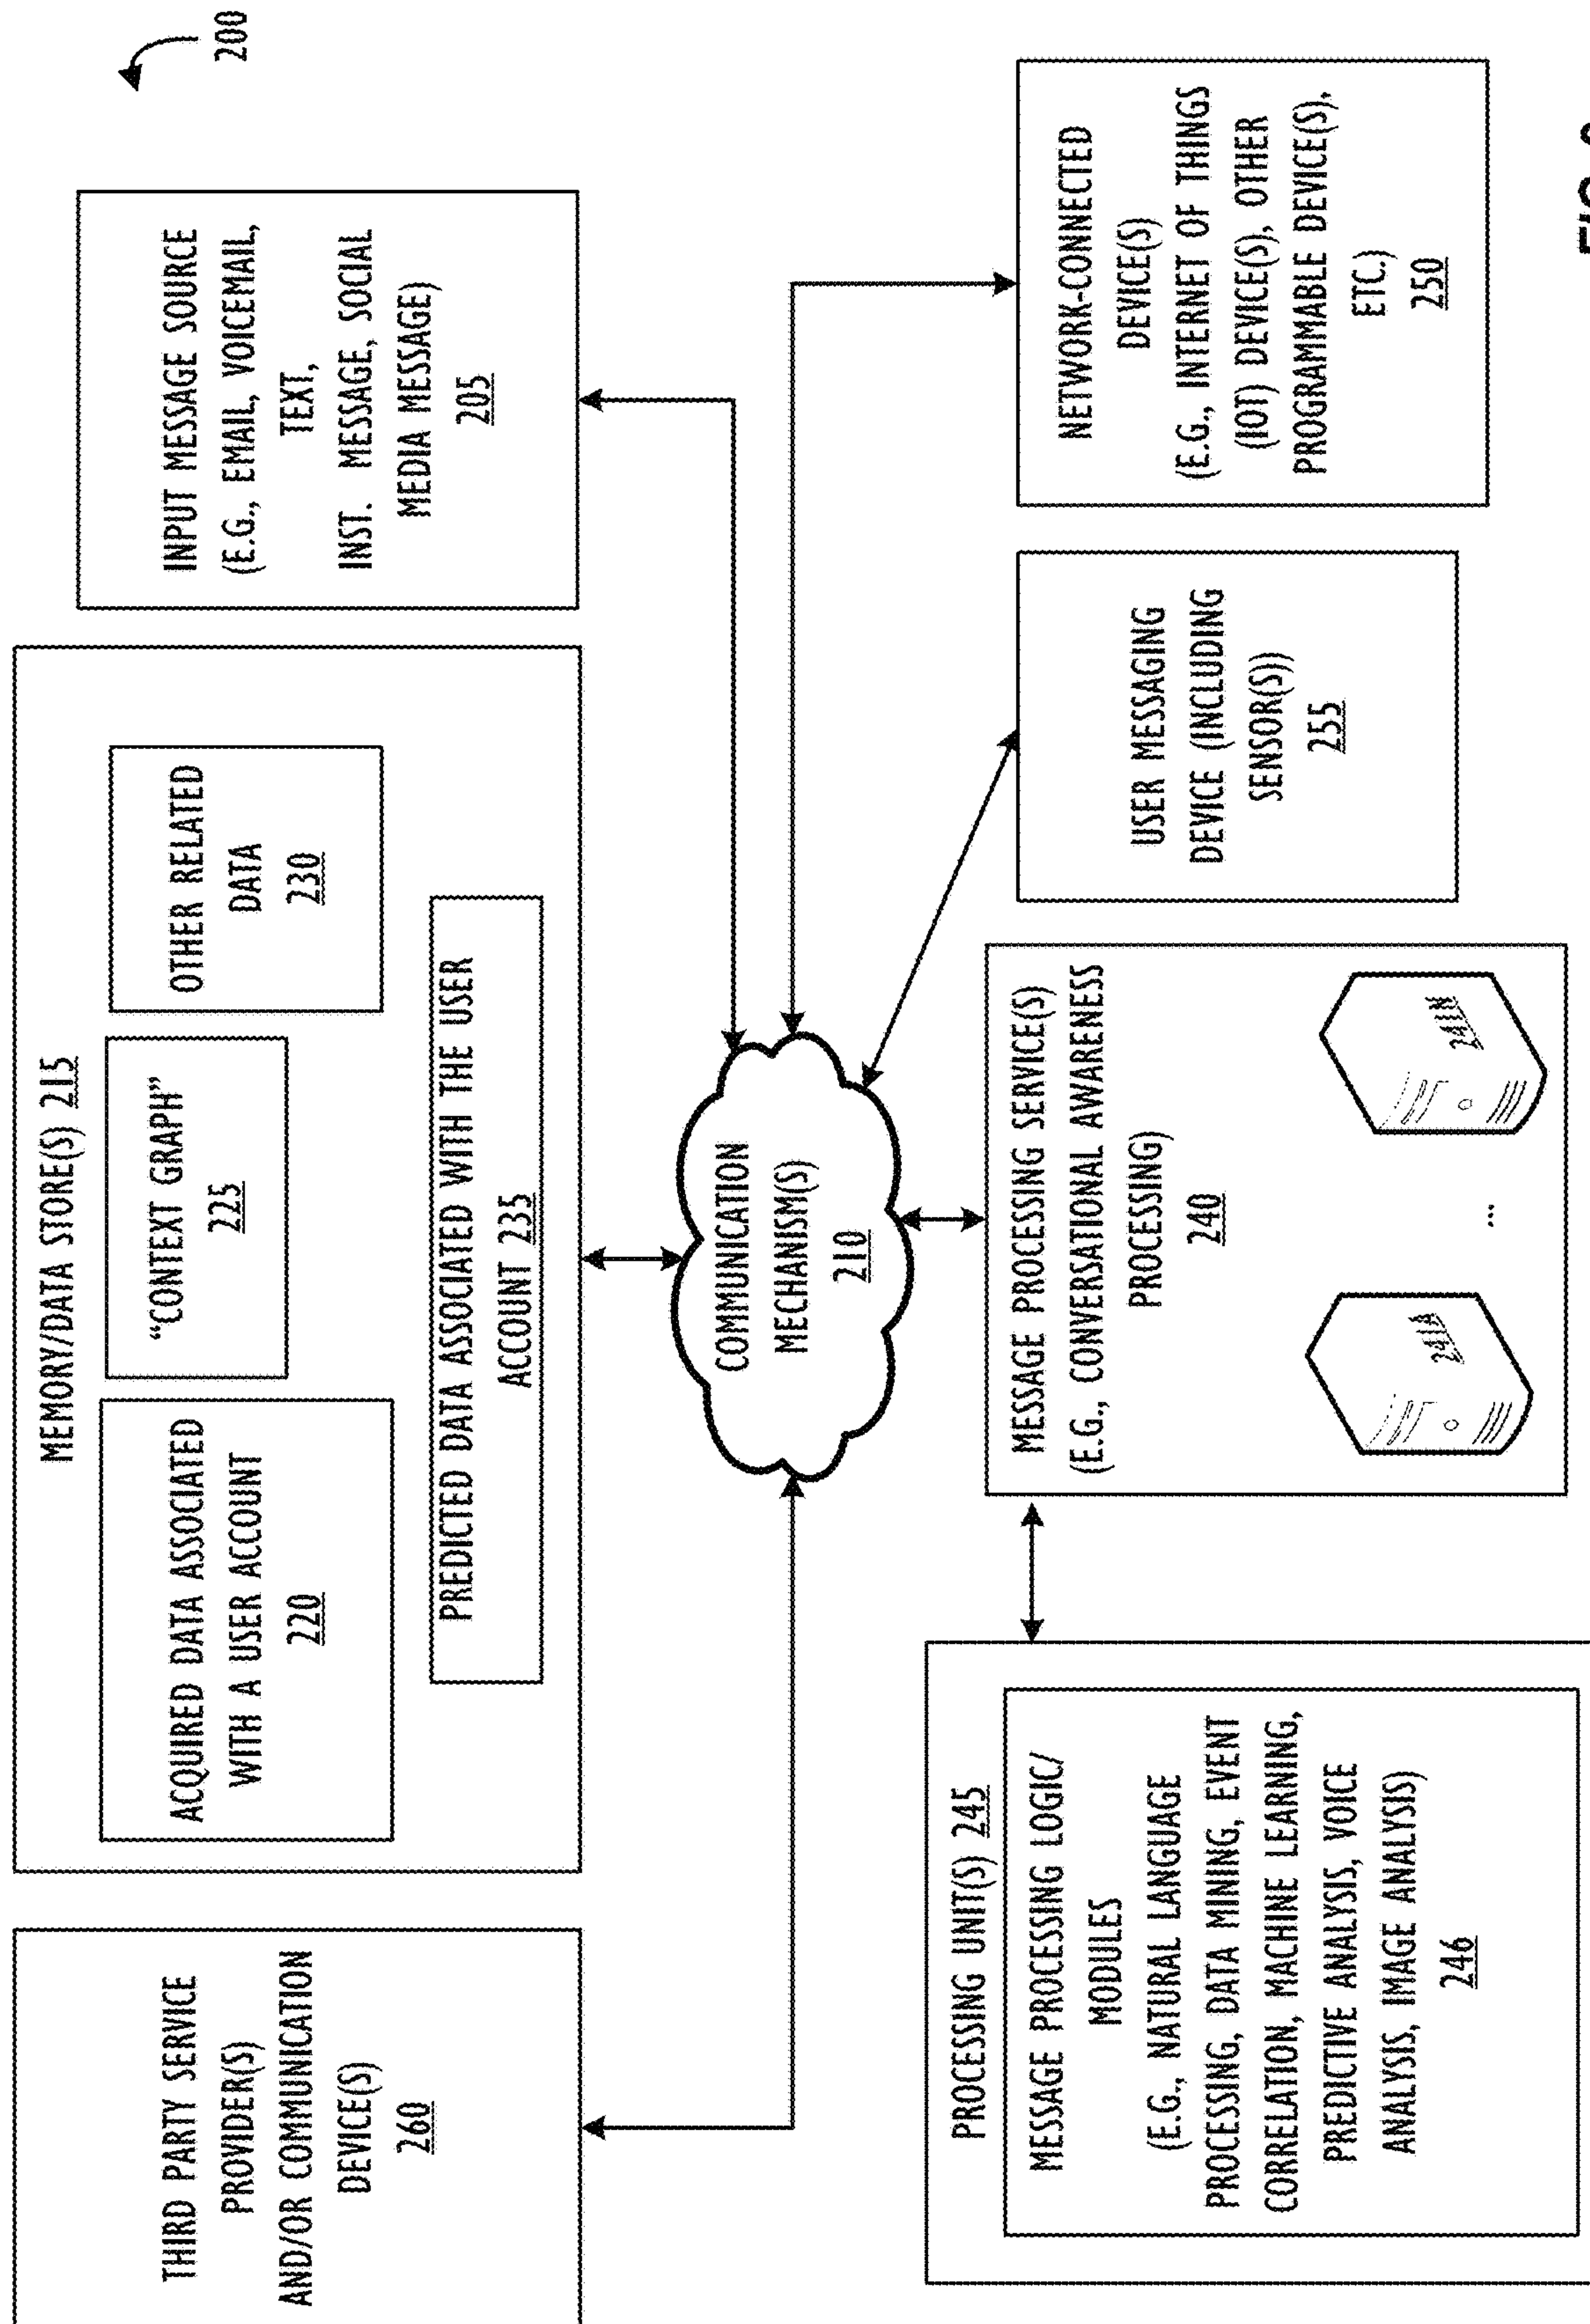 200
THIRD PARTY SERVICE
PROVIDER(S)
AND/OR COMMUNICATION
DEVICE(S)
260
MEMORY/DATA STORE(S) 215
ACQUIRED DATA ASSOCIATED
WITH A USER ACCOUNT
220
“CONTEXT GRAPH”
225
OTHER RELATED
DATA
230
PREDICTED DATA ASSOCIATED WITH THE USER
ACCOUNT 235
INPUT MESSAGE SOURCE
(E.G., EMAIL, VOICEMAIL,
TEXT,
INST. MESSAGE, SOCIAL
MEDIA MESSAGE)
205
COMMUNICATION
MECHANISM(S)
210
PROCESSING UNIT(S) 245
MESSAGE PROCESSING LOGIC/
MODULES
(E.G., NATURAL LANGUAGE
PROCESSING, DATA MINING, EVENT
CORRELATION, MACHINE LEARNING,
PREDICTIVE ANALYSIS, VOICE
ANALYSIS, IMAGE ANALYSIS)
246
MESSAGE PROCESSING SERVICE(S)
(E.G., CONVERSATIONAL AWARENESS
PROCESSING)
240
241A
...
241N
USER MESSAGING
DEVICE (INCLUDING
SENSOR(S))
255
NETWORK-CONNECTED
DEVICE(S)
(E.G., INTERNET OF THINGS
(IOT) DEVICE(S), OTHER
PROGRAMMABLE DEVICE(S),
ETC.)
250
FIG.